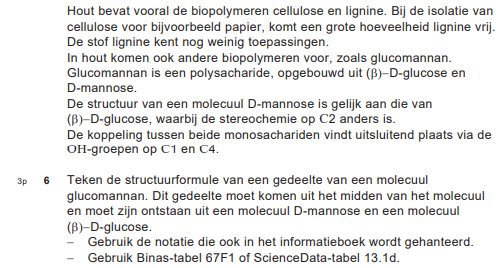 Hout bevat vooral de biopolymeren cellulose en lignine. Bij de isolatie van
cellulose voor bijvoorbeeld papier, komt een grote hoeveelheid lignine vrij.
De stof lignine kent nog weinig toepassingen.
In hout komen ook andere biopolymeren voor, zoals glucomannan.
Glucomannan is een polysacharide, opgebouwd uit (β)–D-glucose en
D-mannose.
De structuur van een molecuul D-mannose is gelijk aan die van
(β)–D-glucose, waarbij de stereochemie op C2 anders is.
De koppeling tussen beide monosachariden vindt uitsluitend plaats via de
OH-groepen op C1 en C4.
3p 6 Teken de structuurformule van een gedeelte van een molecuul
glucomannan. Dit gedeelte moet komen uit het midden van het molecuul
en moet zijn ontstaan uit een molecuul D-mannose en een molecuul
(β)–D-glucose.
– Gebruik de notatie die ook in het informatieboek wordt gehanteerd.
– Gebruik Binas-tabel 67F1 of ScienceData-tabel 13.1d.